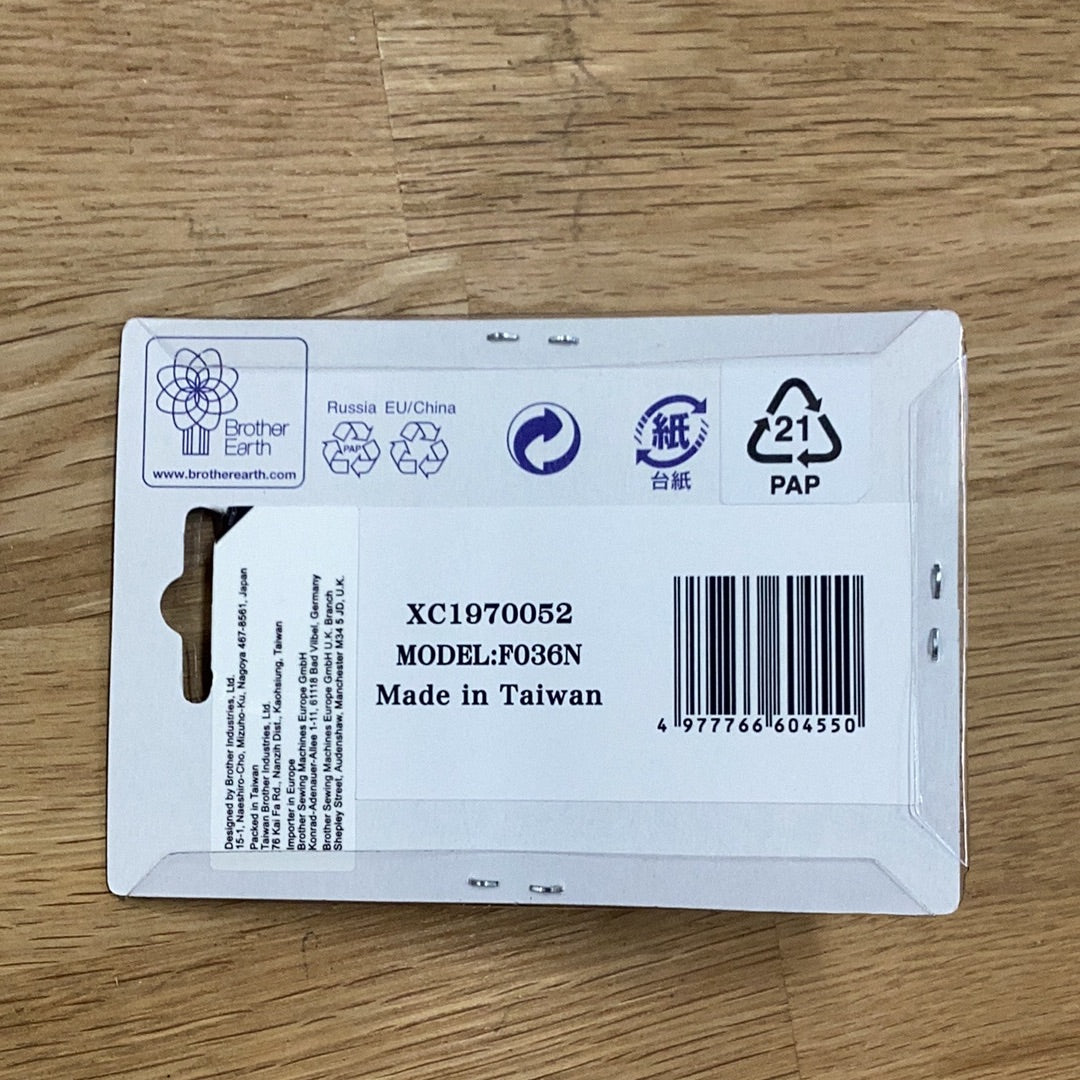 Brother
Earth
www.brotherearth.com
Russia EU/China
PAP
紙
台紙
21
PAP
Designed by Brother Industries, Ltd.
15-1, Naeshiro-Cho, Mizuho-Ku, Nagoya 467-8561, Japan
Packed in Taiwan
Taiwan Brother Industries, Ltd.
76 Kai Fa Rd., Nanzih Dist., Kaohsiung, Taiwan
Importer in Europe
Brother Sewing Machines Europe GmbH
Konrad-Adenauer-Allee 1-11, 61118 Bad Vilbel, Germany
Brother Sewing Machines Europe GmbH U.K. Branch
Shepley Street, Audenshaw, Manchester M34 5 JD, U.K.
XC1970052
MODEL:F036N
Made in Taiwan
4 977766 604550